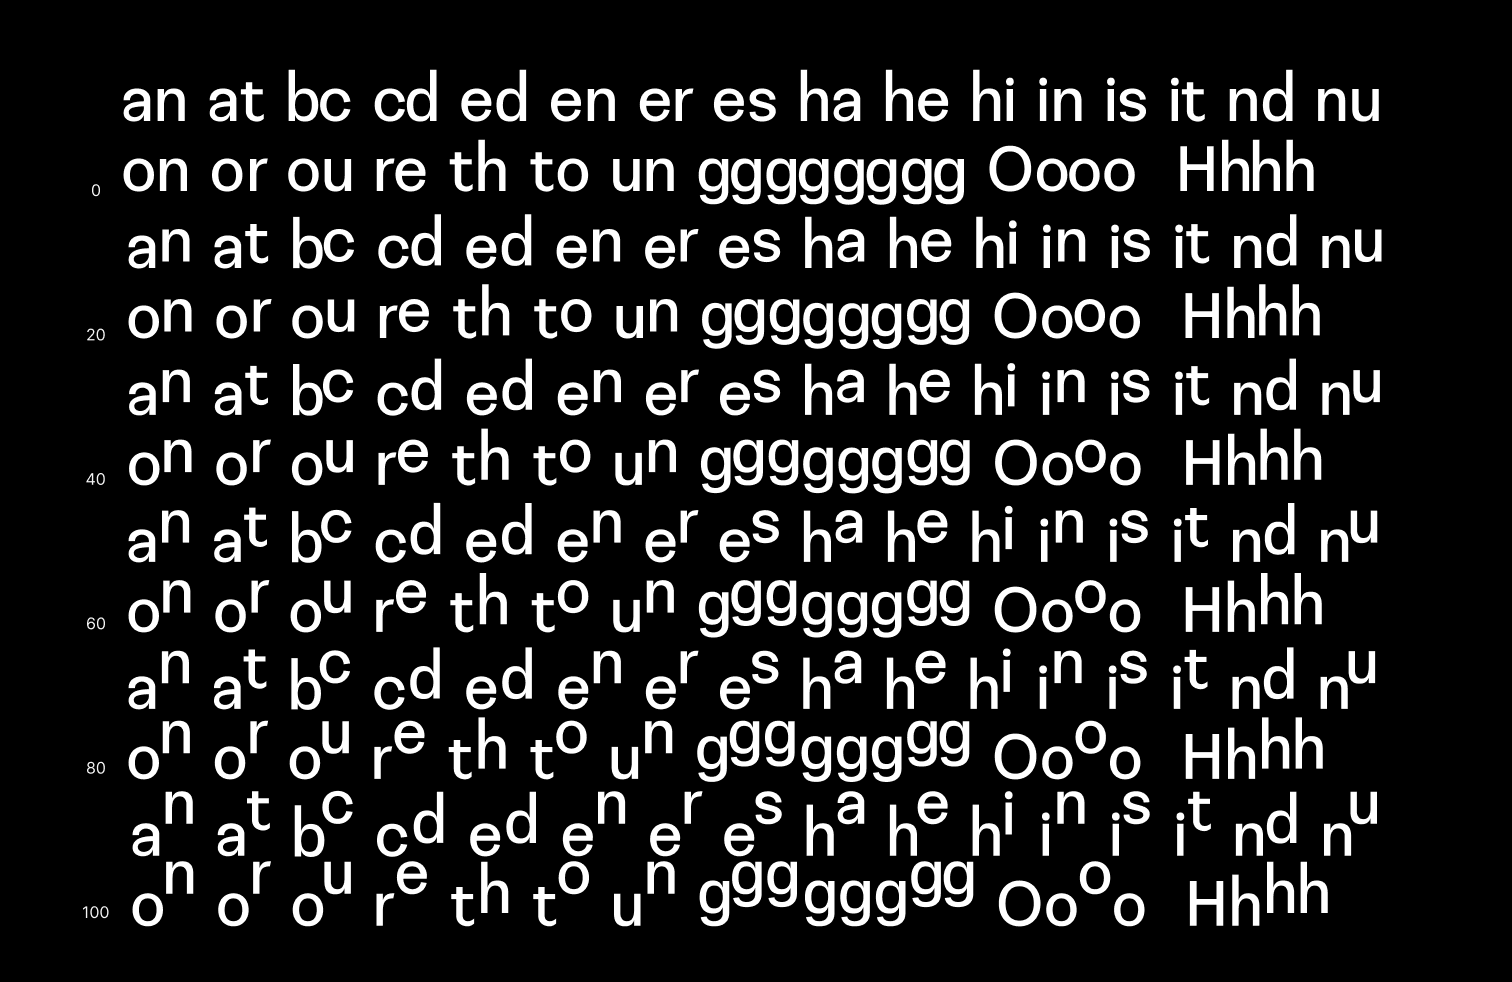 an at bc cd ed en er es ha he hi in is it nd nu
0 on or ou re th to un gggggggg Oooo Hhhh
an at bc cd ed en er es ha he hi in is it nd nu
20 on or ou re th to un gggggggg Oooo Hhhh
an at bc cd ed en er es ha he hi in is it nd nu
40 on or ou re th to un gggggggg Oooo Hhhh
an at bc cd ed en er es ha he hi in is it nd nu
60 on or ou re th to un gggggggg Oooo Hhhh
an at bc cd ed en er es ha he hi in is it nd nu
80 on or ou re th to un gggggggg Oooo Hhhh
an at bc cd ed en er es ha he hi in is it nd nu
100 on or ou re th to un gggggggg Oooo Hhhh